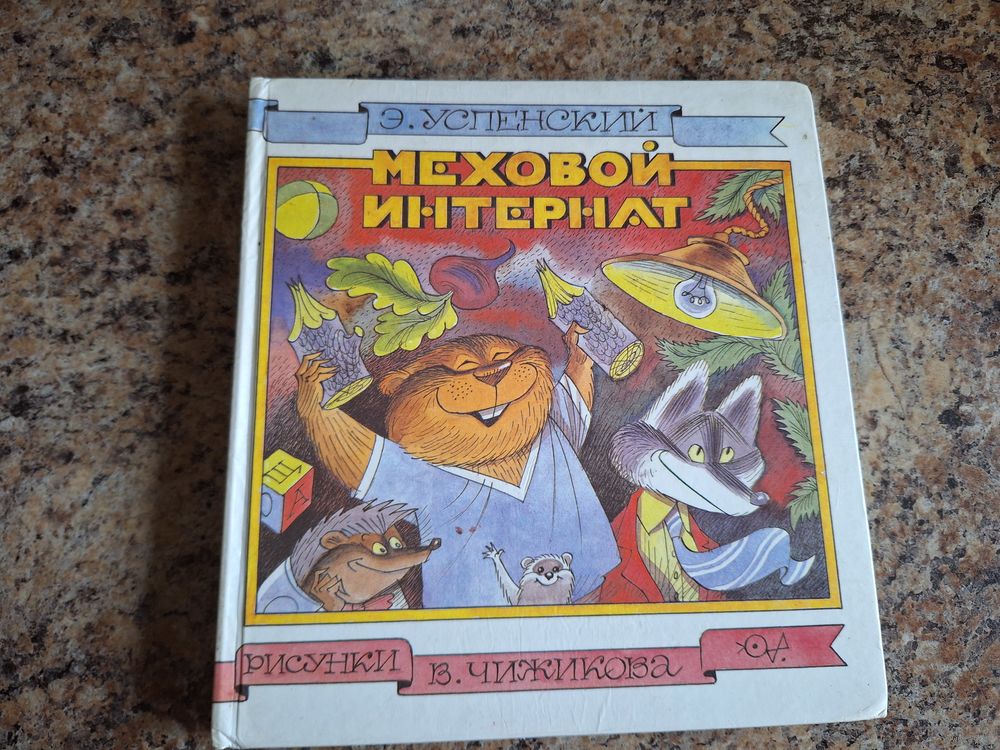 Э. УСПЕНСКИЙ
МЕХОВОЙ
ИНТЕРНАТ
А
РИСУНКИ
В. ЧИЖИКОВА